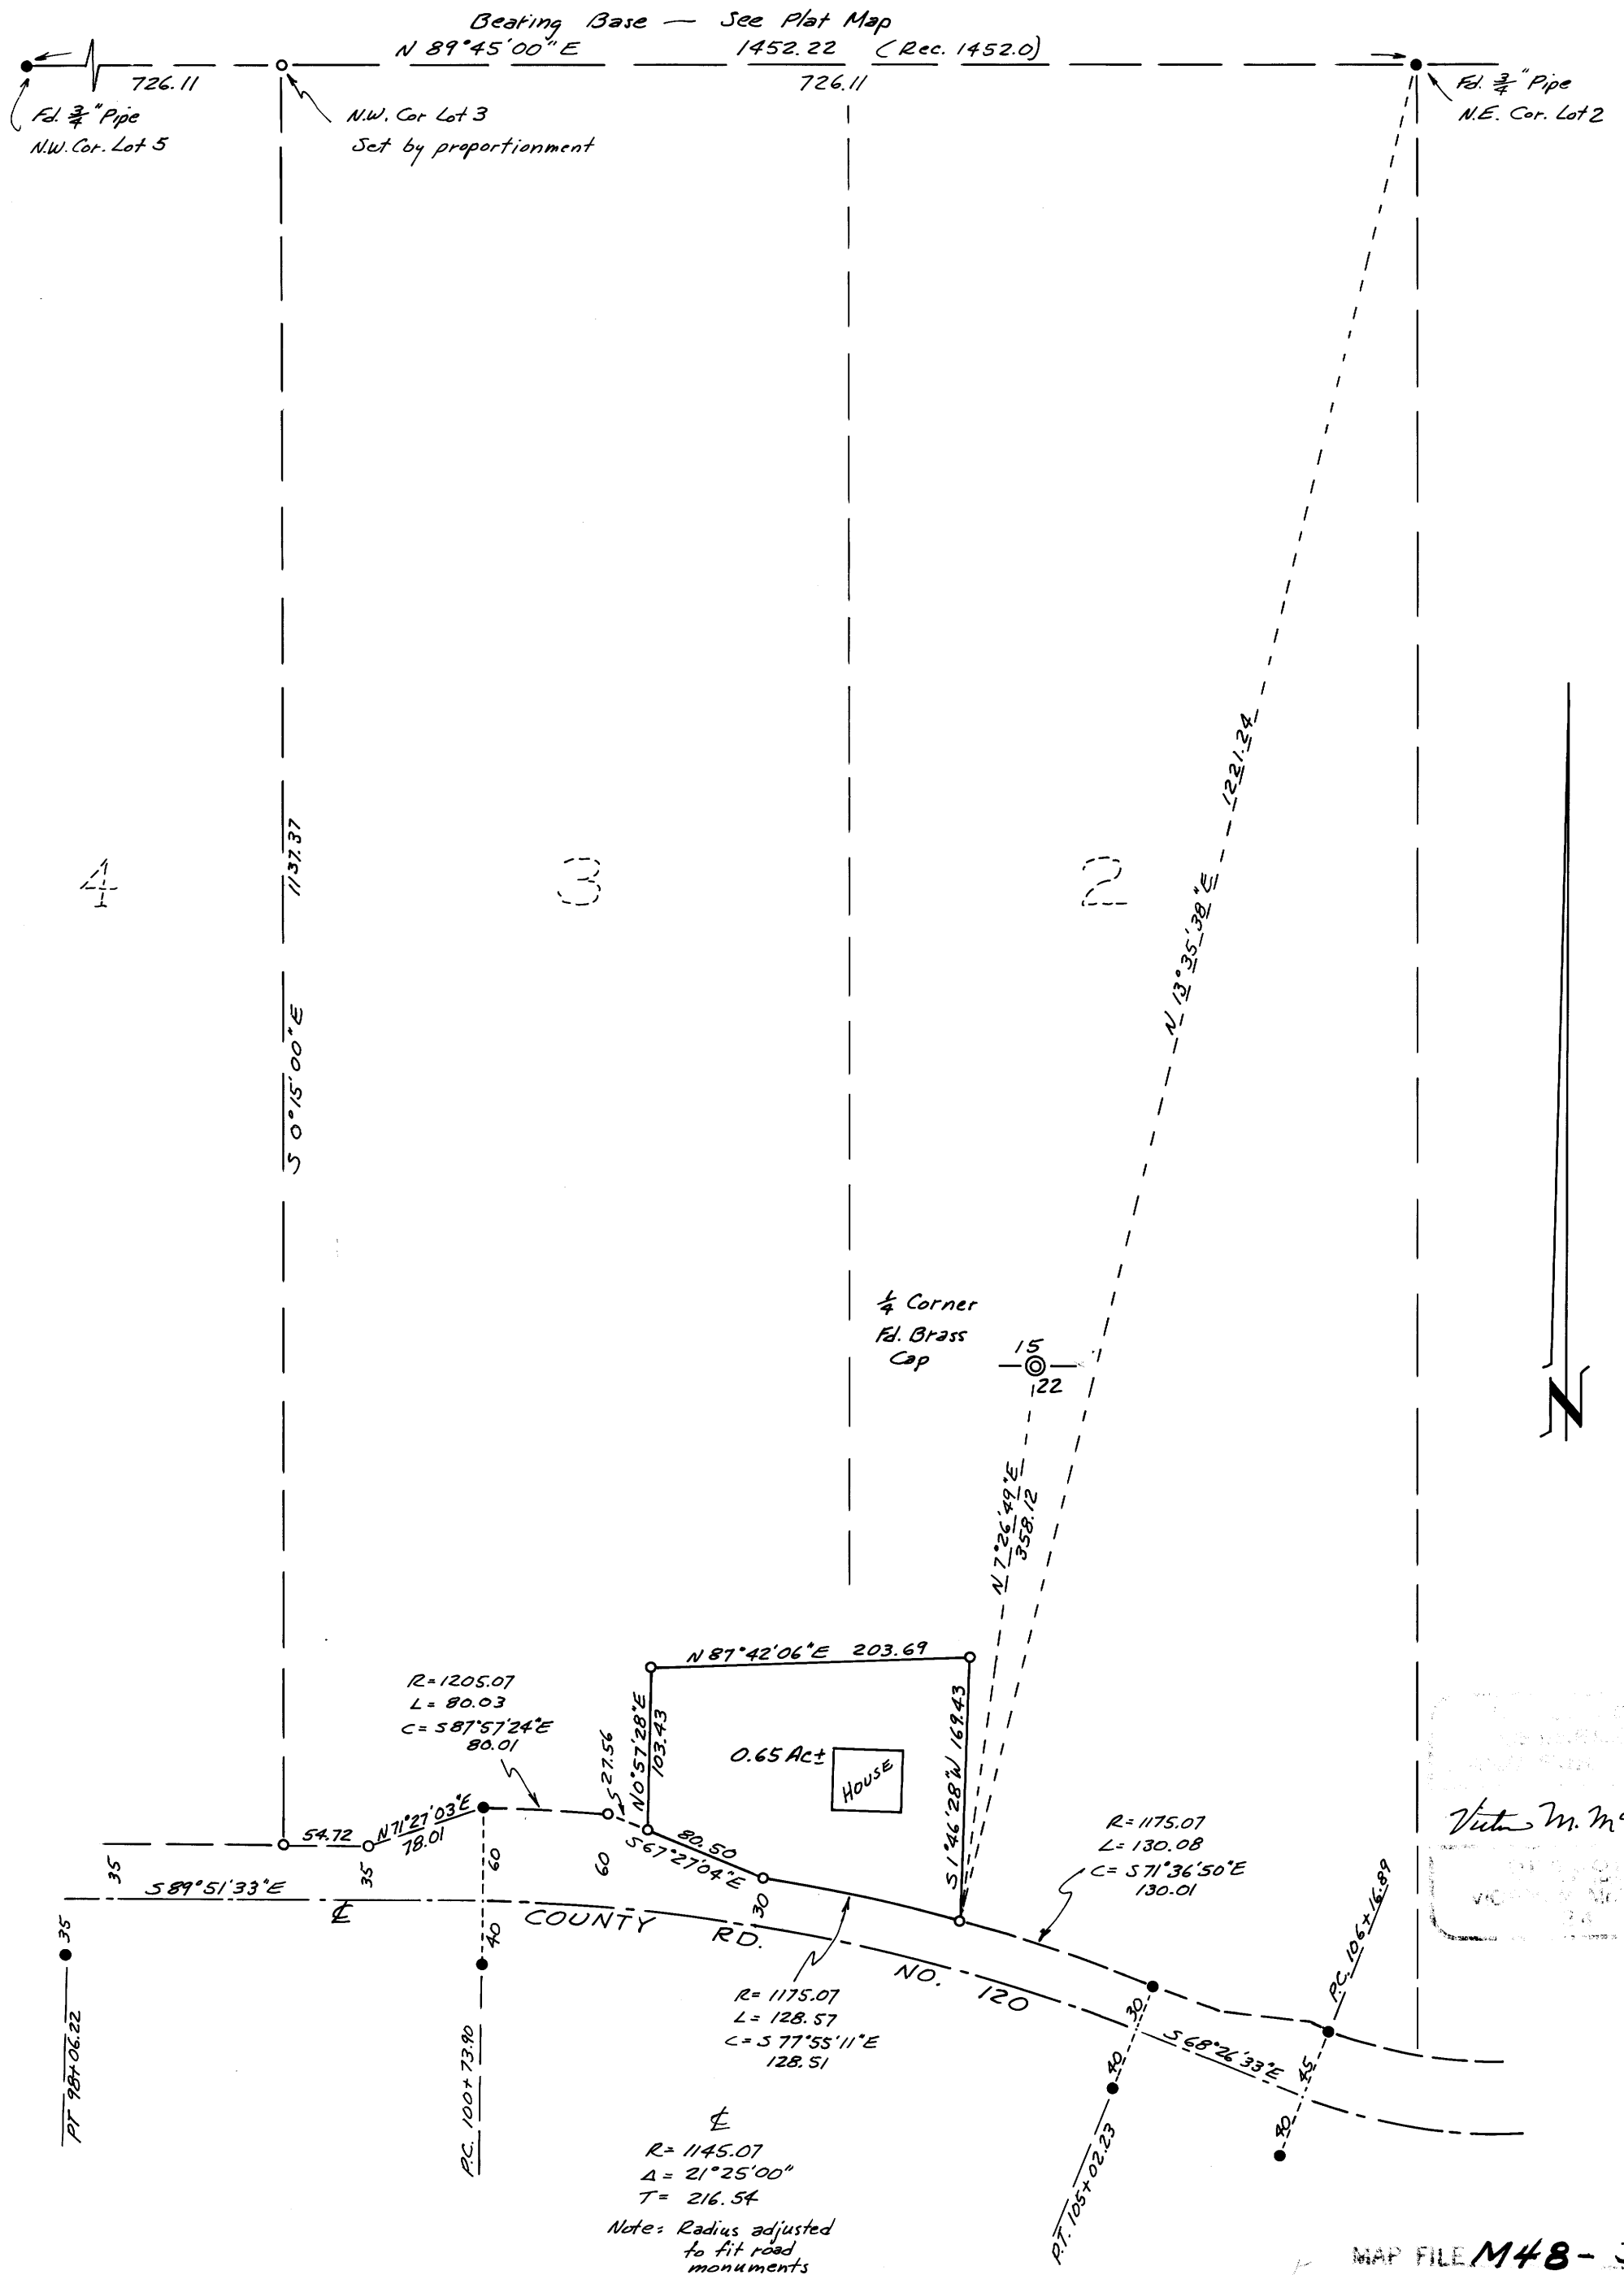 Bearing Base — See Plat Map
N 89°45'00"E 1452.22 (Rec. 1452.0)
726.11
726.11
Fd. 3/4" Pipe
N.W. Cor. Lot 5
N.W. Cor Lot 3
Set by proportionment
Fd. 3/4" Pipe
N.E. Cor. Lot 2
S 0°15'00"E 1137.37
4
3
2
N 13°35'38"E 1221.24
1/4 Corner
Fd. Brass
Cap
15
22
N 7°26'49"E
358.12
N 87°42'06"E 203.69
R=1205.07
L= 80.03
C= S87°57'24"E
80.01
S 27.56
N0°57'28"E
103.43
0.65 Ac±
HOUSE
S1°46'28"W 169.43
54.72
N71°27'03"E
78.01
80.50
S67°27'04"E
R=1175.07
L= 130.08
C= S71°36'50"E
130.01
35
35
60
60
30
S89°51'33"E
℄
COUNTY RD. NO. 120
35
40
30
40
S68°26'33"E
45
40
PT 98+06.22
P.C. 100+73.90
P.T. 105+02.23
P.C. 106+16.89
R= 1175.07
L= 128.57
C= S 77°55'11"E
128.51
℄
R= 1145.07
Δ= 21°25'00"
T= 216.54
Note: Radius adjusted
to fit road
monuments
N
MAP FILE M48-